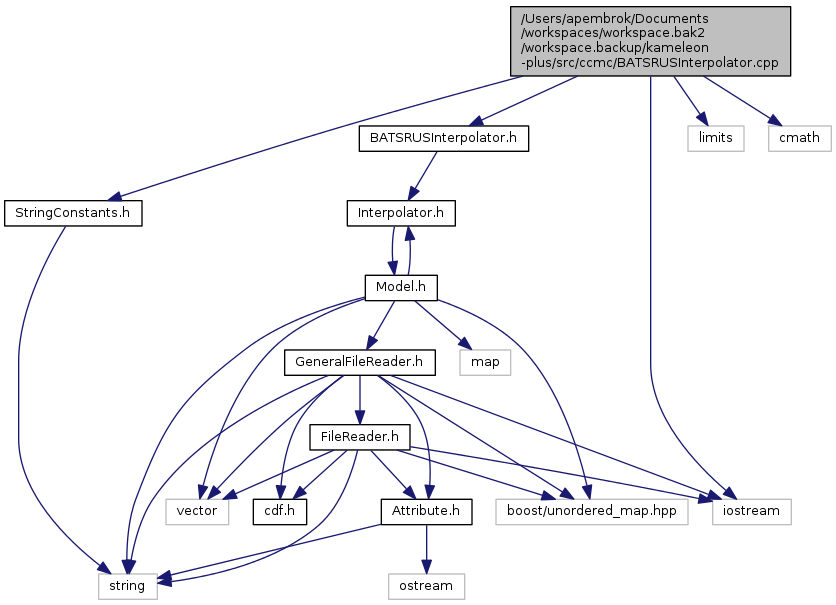 /Users/apembrok/Documents
/workspaces/workspace.bak2
/workspace.backup/kameleon
-plus/src/ccmc/BATSRUSInterpolator.cpp
BATSRUSInterpolator.h
limits
cmath
StringConstants.h
Interpolator.h
Model.h
GeneralFileReader.h
map
FileReader.h
vector
cdf.h
Attribute.h
boost/unordered_map.hpp
iostream
string
ostream